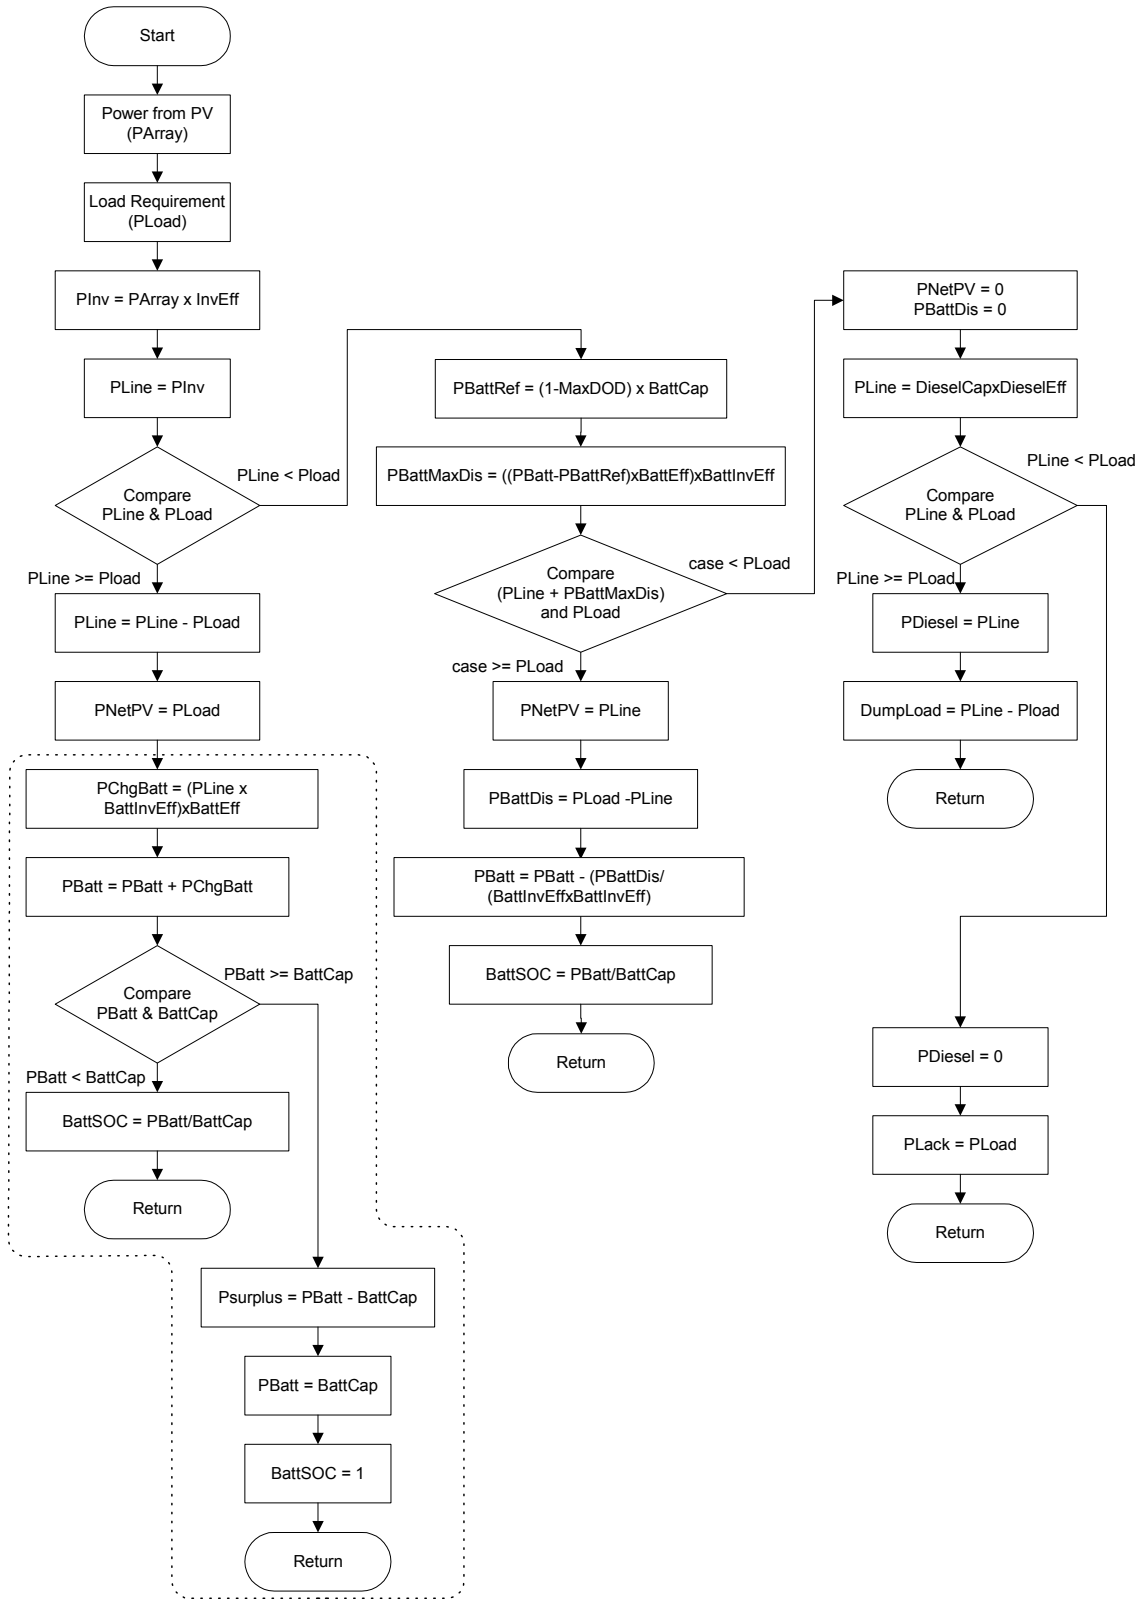 Start
Power from PV
(PArray)
Load Requirement
(PLoad)
PInv = PArray x InvEff
PLine = PInv
Compare
PLine & PLoad
PLine < Pload
PLine >= Pload
PLine = PLine - PLoad
PNetPV = PLoad
PChgBatt = (PLine x
BattInvEff)xBattEff
PBatt = PBatt + PChgBatt
Compare
PBatt & BattCap
PBatt >= BattCap
PBatt < BattCap
BattSOC = PBatt/BattCap
Return
Psurplus = PBatt - BattCap
PBatt = BattCap
BattSOC = 1
Return
PBattRef = (1-MaxDOD) x BattCap
PBattMaxDis = ((PBatt-PBattRef)xBattEff)xBattInvEff
Compare
(PLine + PBattMaxDis)
and PLoad
case < PLoad
case >= PLoad
PNetPV = PLine
PBattDis = PLoad -PLine
PBatt = PBatt - (PBattDis/
(BattInvEffxBattInvEff)
BattSOC = PBatt/BattCap
Return
PNetPV = 0
PBattDis = 0
PLine = DieselCapxDieselEff
Compare
PLine & PLoad
PLine < PLoad
PLine >= PLoad
PDiesel = PLine
DumpLoad = PLine - Pload
Return
PDiesel = 0
PLack = PLoad
Return